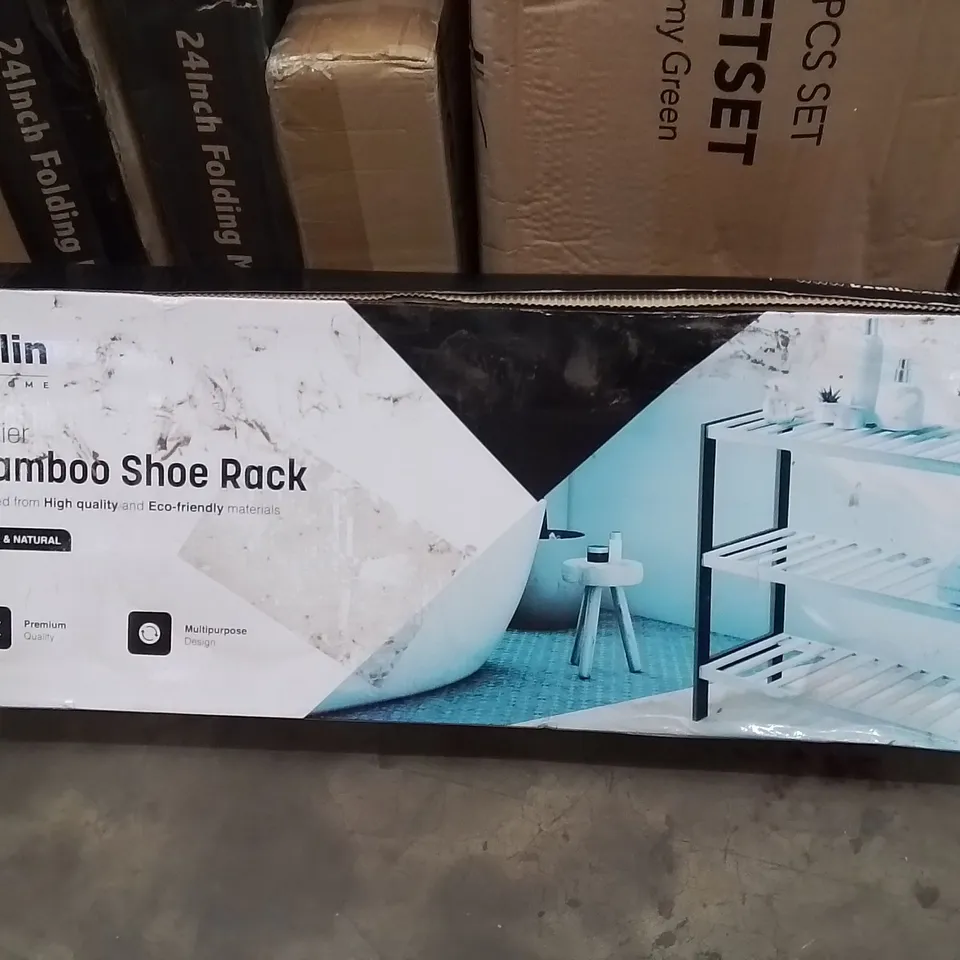 24Inch Folding
24Inch Folding
PCS SET
ETSET
my Green
lin
OME
ier
amboo Shoe Rack
ed from High quality and Eco-friendly materials
& NATURAL
Premium
Quality
Multipurpose
Design